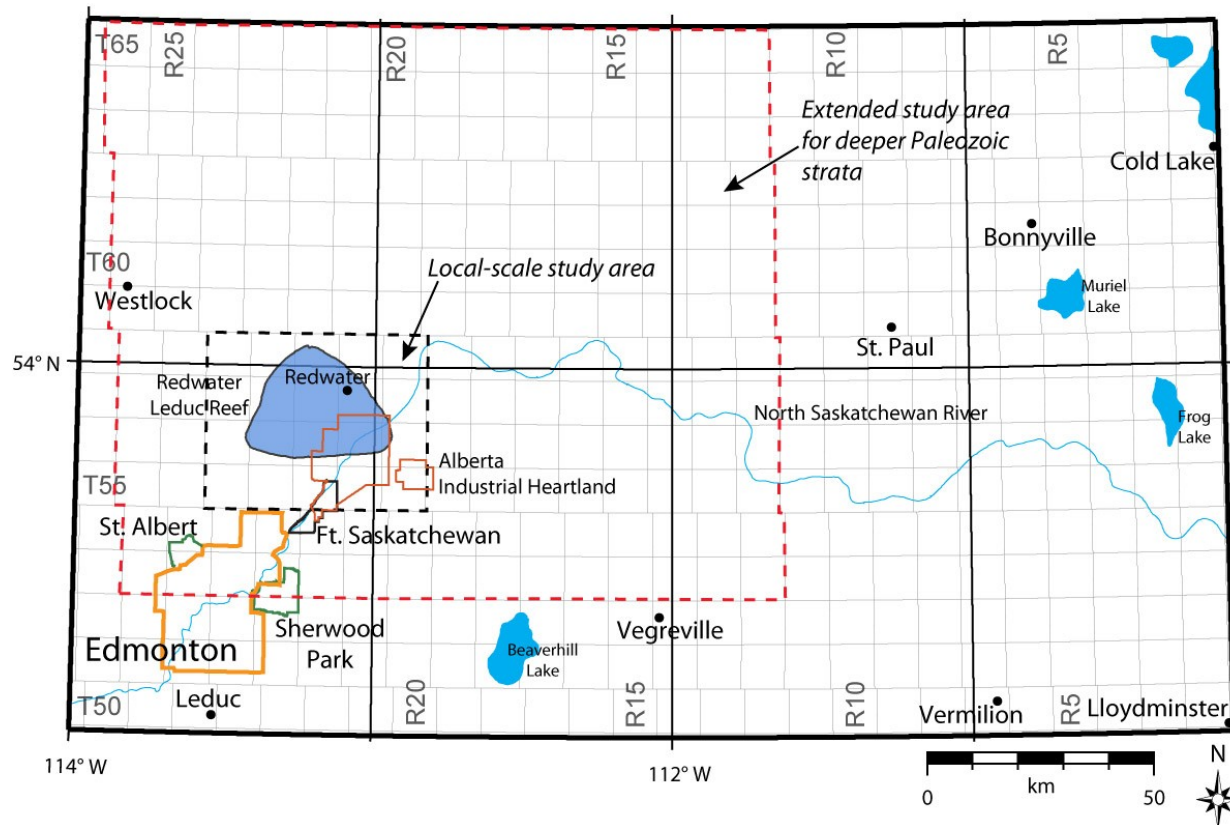 T65
R25
R20
R15
R10
R5
Extended study area
for deeper Paleozoic
strata
Cold Lake
Bonnyville
T60
Local-scale study area
Westlock
Muriel
Lake
St. Paul
54° N
Redwater
Leduc Reef
Redwater
North Saskatchewan River
Frog
Lake
Alberta
Industrial Heartland
T55
St. Albert
Ft. Saskatchewan
Sherwood
Park
Vegreville
Edmonton
Beaverhill
Lake
Leduc
T50
R20
R15
R10
R5
Vermilion
Lloydminster
114° W
112° W
N
km
0
50